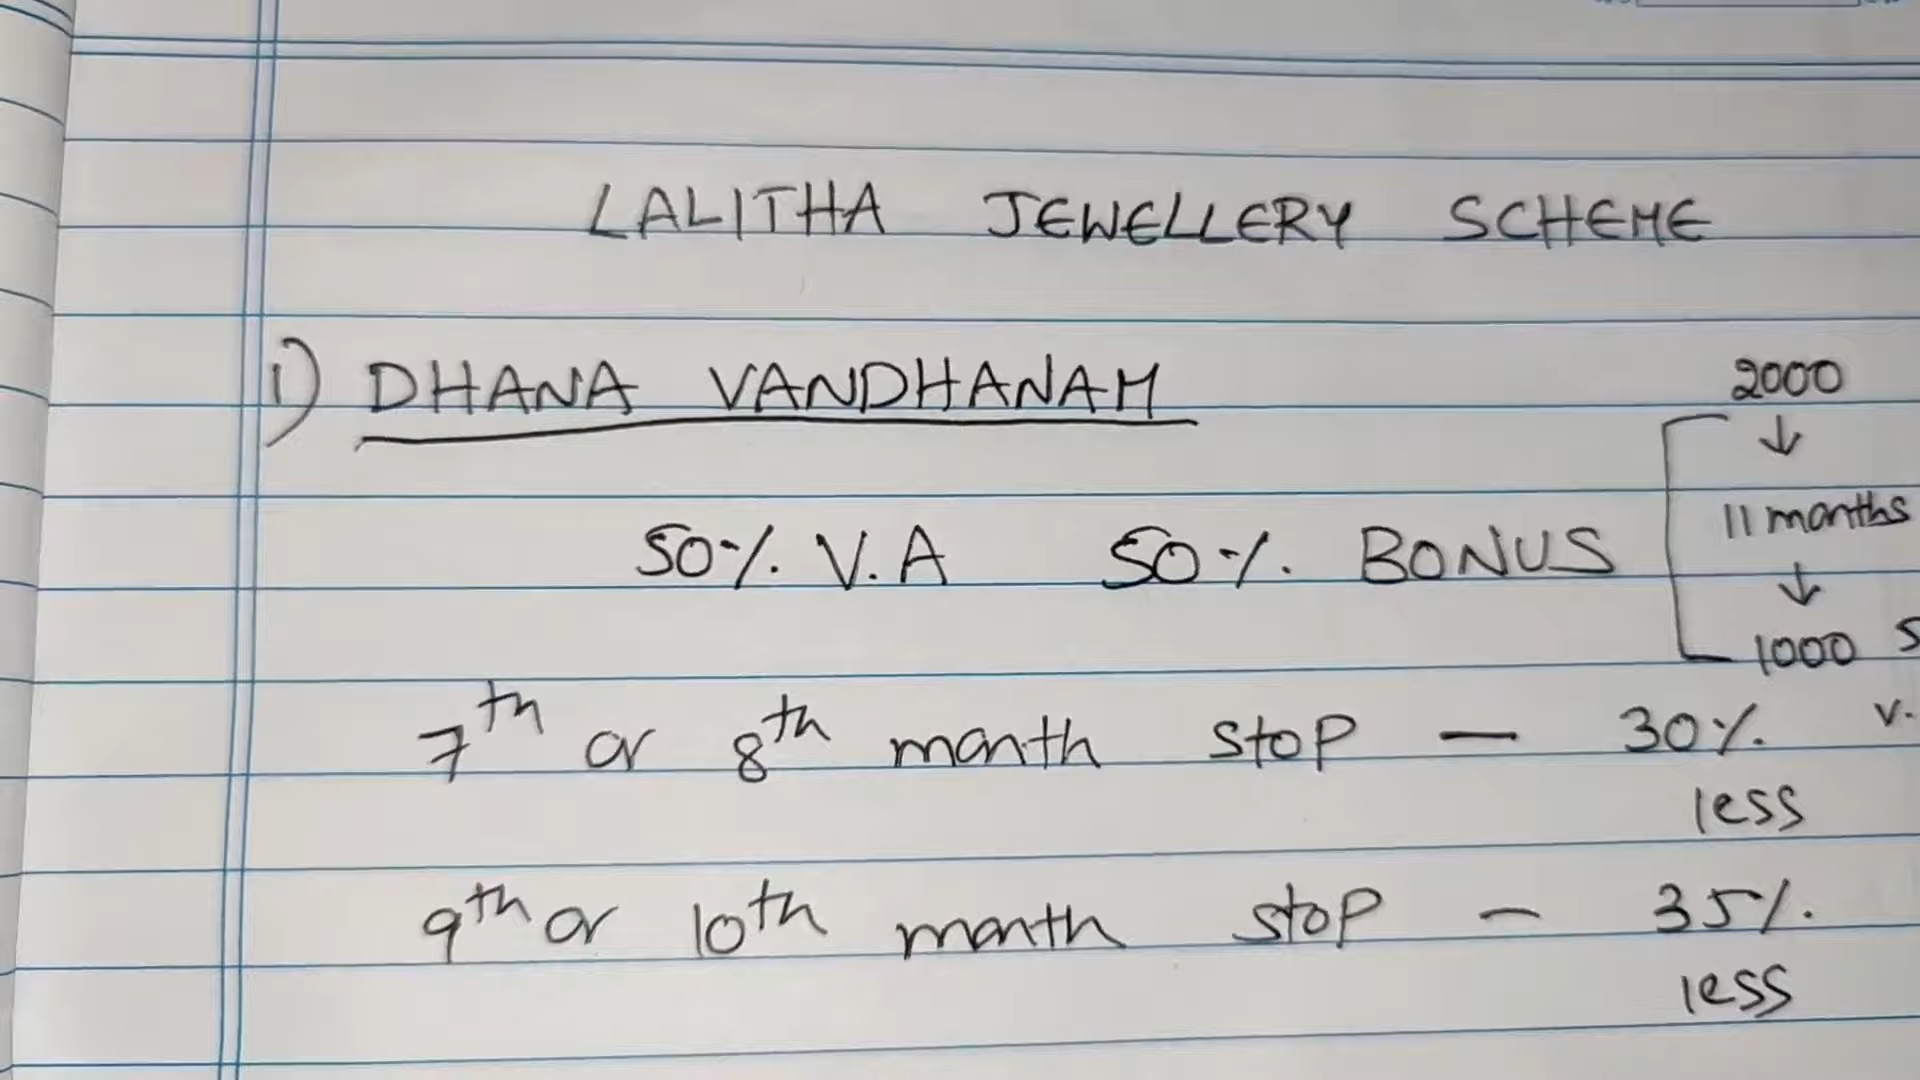 LALITHA JEWELLERY SCHEME
1) DHANA VANDHANAM
2000
↓
11 months
50% V.A 50% BONUS
↓
1000
7th or 8th month stop — 30%
less
9th or 10th month stop — 35%
less